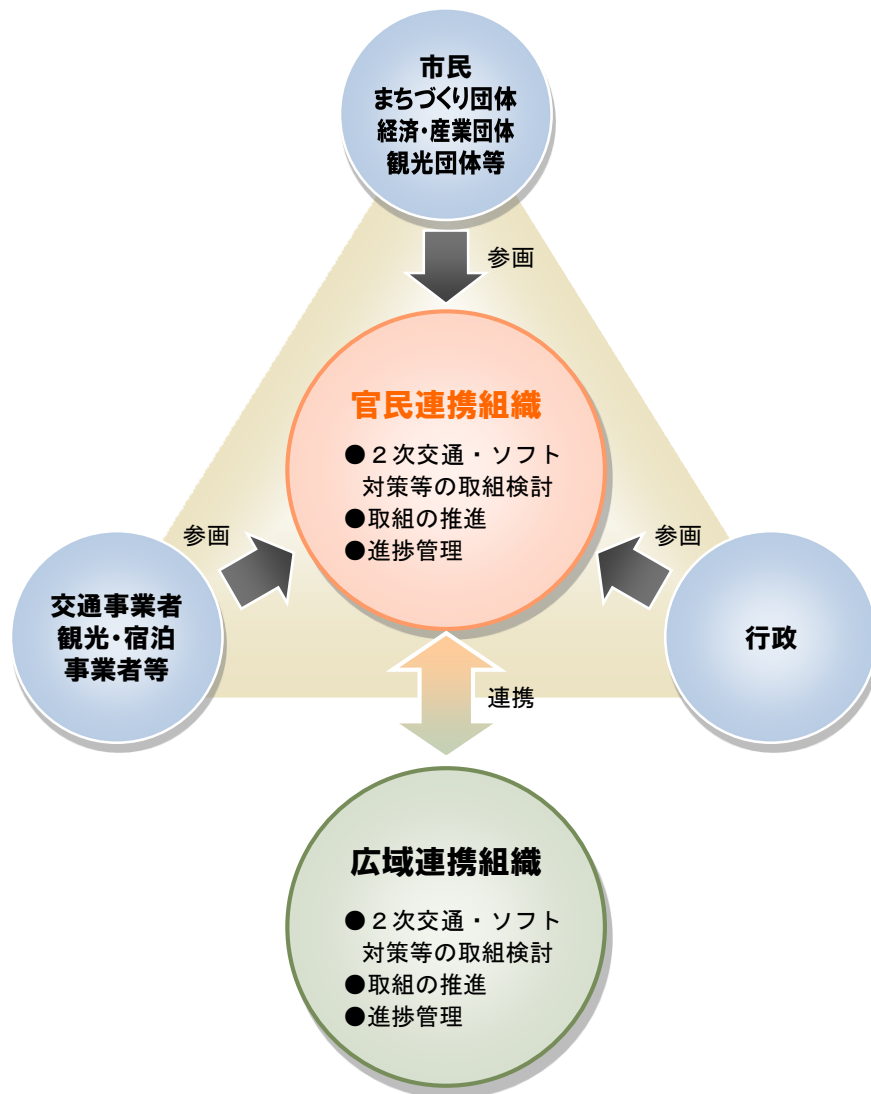 市民
まちづくり団体
経済・産業団体
観光団体等
参画
官民連携組織
●２次交通・ソフト
対策等の取組検討
●取組の推進
●進捗管理
参画
参画
交通事業者
観光・宿泊
事業者等
行政
連携
広域連携組織
●２次交通・ソフト
対策等の取組検討
●取組の推進
●進捗管理